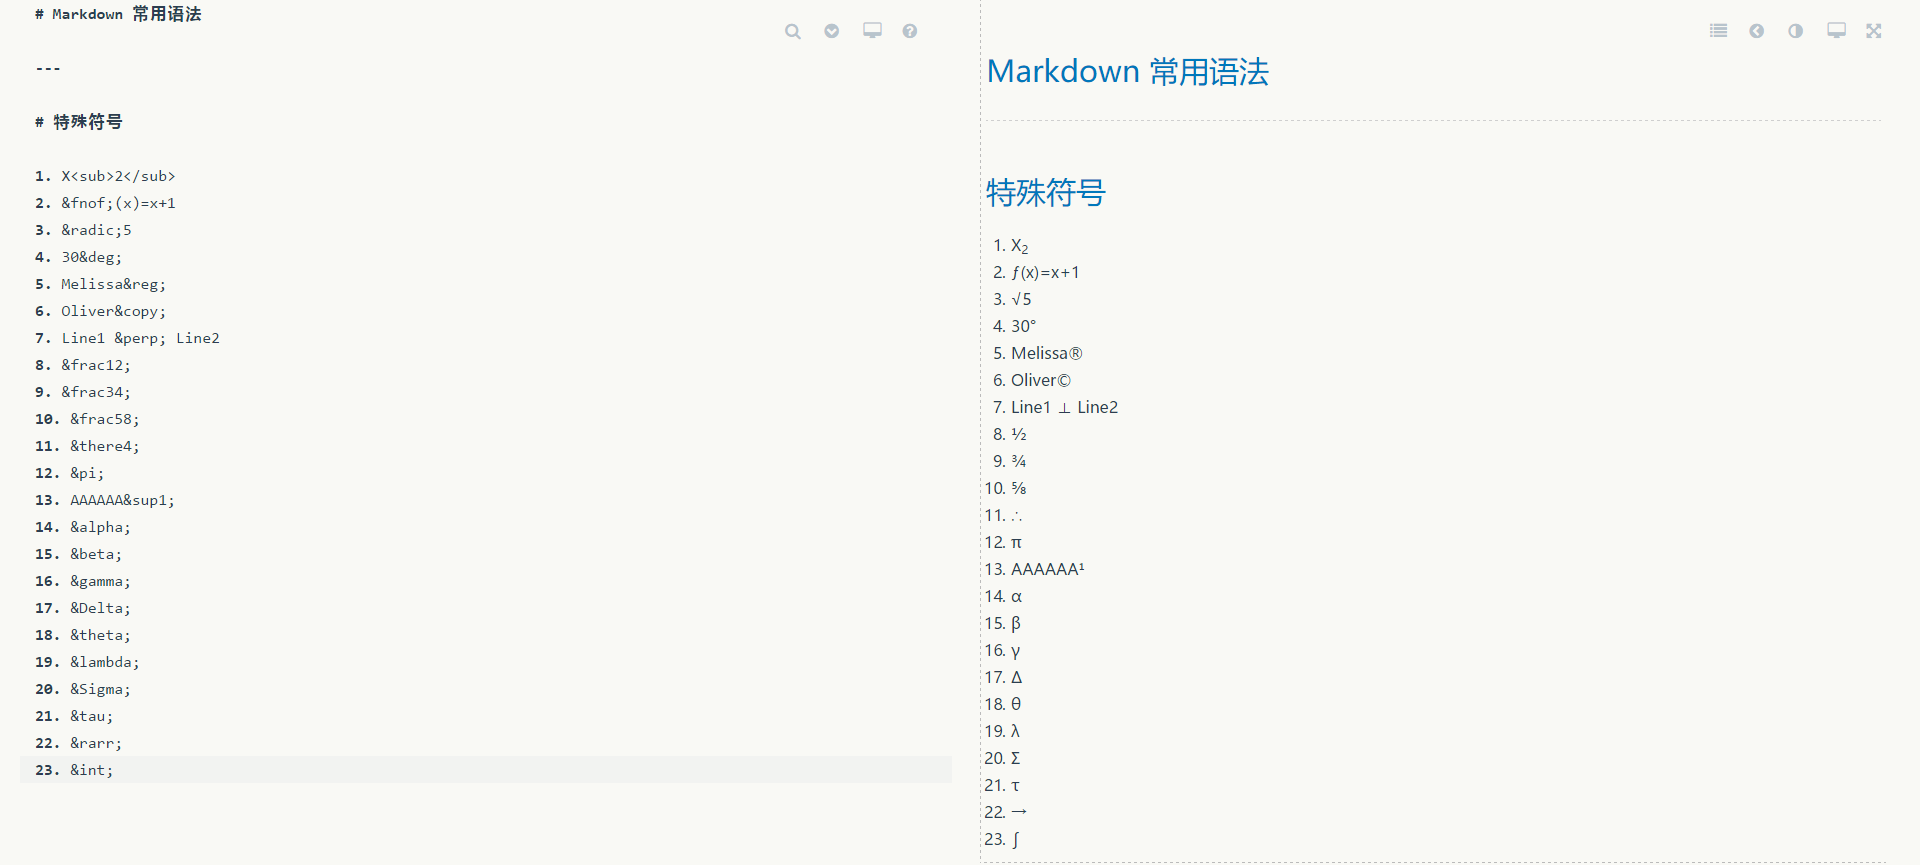 # Markdown 常用语法
---
# 特殊符号
1. X<sub>2</sub>
2. &fnof;(x)=x+1
3. &radic;5
4. 30&deg;
5. Melissa&reg;
6. Oliver&copy;
7. Line1 &perp; Line2
8. &frac12;
9. &frac34;
10. &frac58;
11. &there4;
12. &pi;
13. AAAAAA&sup1;
14. &alpha;
15. &beta;
16. &gamma;
17. &Delta;
18. &theta;
19. &lambda;
20. &Sigma;
21. &tau;
22. &rarr;
23. &int;
Markdown 常用语法
特殊符号
1. X₂
2. ƒ(x)=x+1
3. √5
4. 30°
5. Melissa®
6. Oliver©
7. Line1 ⊥ Line2
8. ½
9. ¾
10. ⅝
11. ∴
12. π
13. AAAAAA¹
14. α
15. β
16. γ
17. Δ
18. θ
19. λ
20. Σ
21. τ
22. →
23. ∫